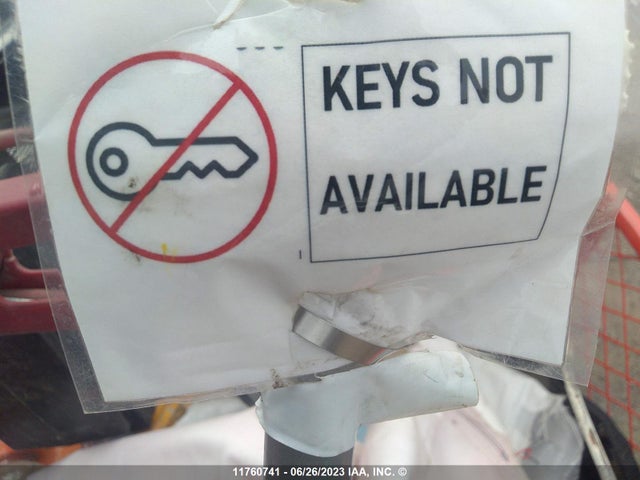 KEYS NOT
AVAILABLE
11760741 - 06/26/2023 IAA, INC. ©